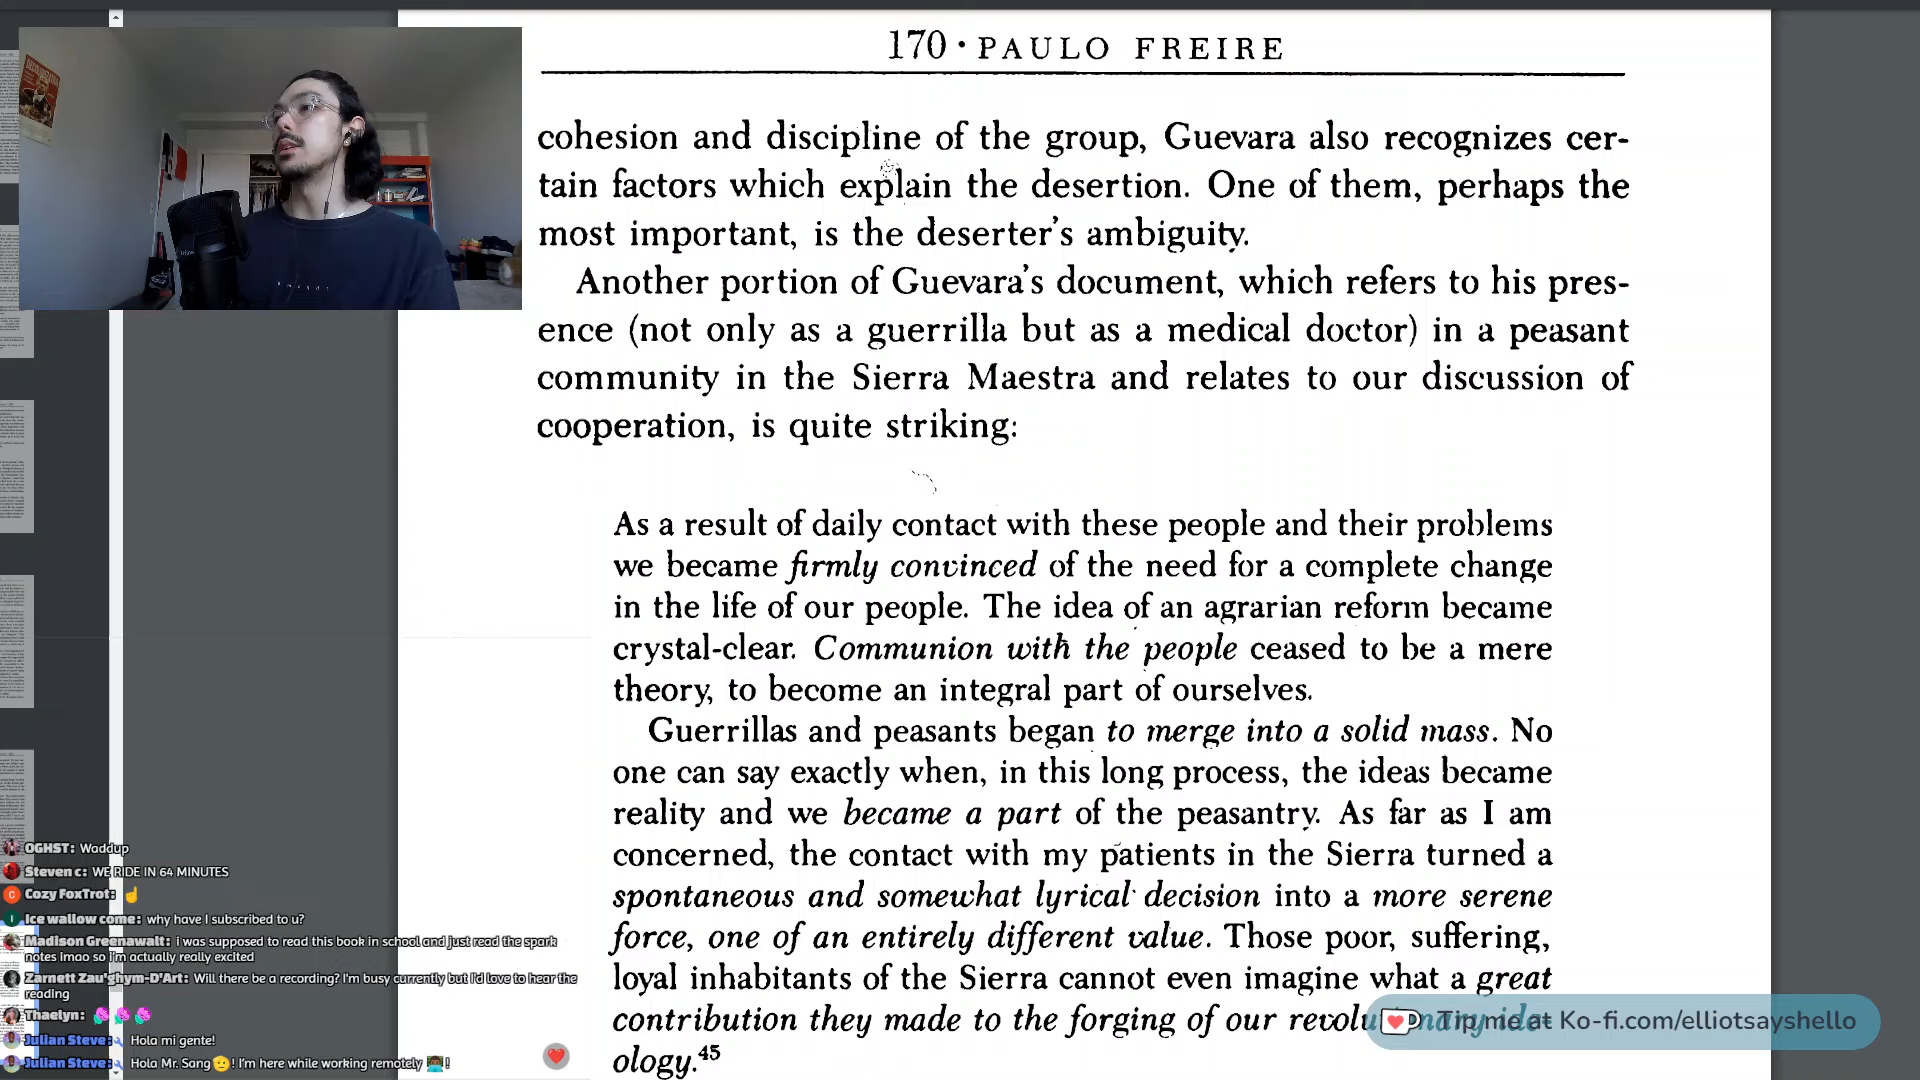 170 · PAULO FREIRE
cohesion and discipline of the group, Guevara also recognizes cer-
tain factors which explain the desertion. One of them, perhaps the
most important, is the deserter's ambiguity.
Another portion of Guevara's document, which refers to his pres-
ence (not only as a guerrilla but as a medical doctor) in a peasant
community in the Sierra Maestra and relates to our discussion of
cooperation, is quite striking:
As a result of daily contact with these people and their problems
we became firmly convinced of the need for a complete change
in the life of our people. The idea of an agrarian reform became
crystal-clear. Communion with the people ceased to be a mere
theory, to become an integral part of ourselves.
Guerrillas and peasants began to merge into a solid mass. No
one can say exactly when, in this long process, the ideas became
reality and we became a part of the peasantry. As far as I am
concerned, the contact with my patients in the Sierra turned a
spontaneous and somewhat lyrical decision into a more serene
force, one of an entirely different value. Those poor, suffering,
loyal inhabitants of the Sierra cannot even imagine what a great
contribution they made to the forging of our revolutionary ide-
ology.45
Tip me at Ko-fi.com/elliotsayshello
OGHST: Waddup
Steven c: WE RIDE IN 64 MINUTES
Cozy FoxTrot: ☝
Ice wallow come: why have I subscribed to u?
Madison Greenawalt: i was supposed to read this book in school and just read the spark
notes lmao so i'm actually really excited
Zarnett Zau'ghym-D'Art: Will there be a recording? I'm busy currently but I'd love to hear the
reading
Thaelyn:
Julian Steve: Hola mi gente!
Julian Steve: Hola Mr. Sang! I'm here while working remotely !